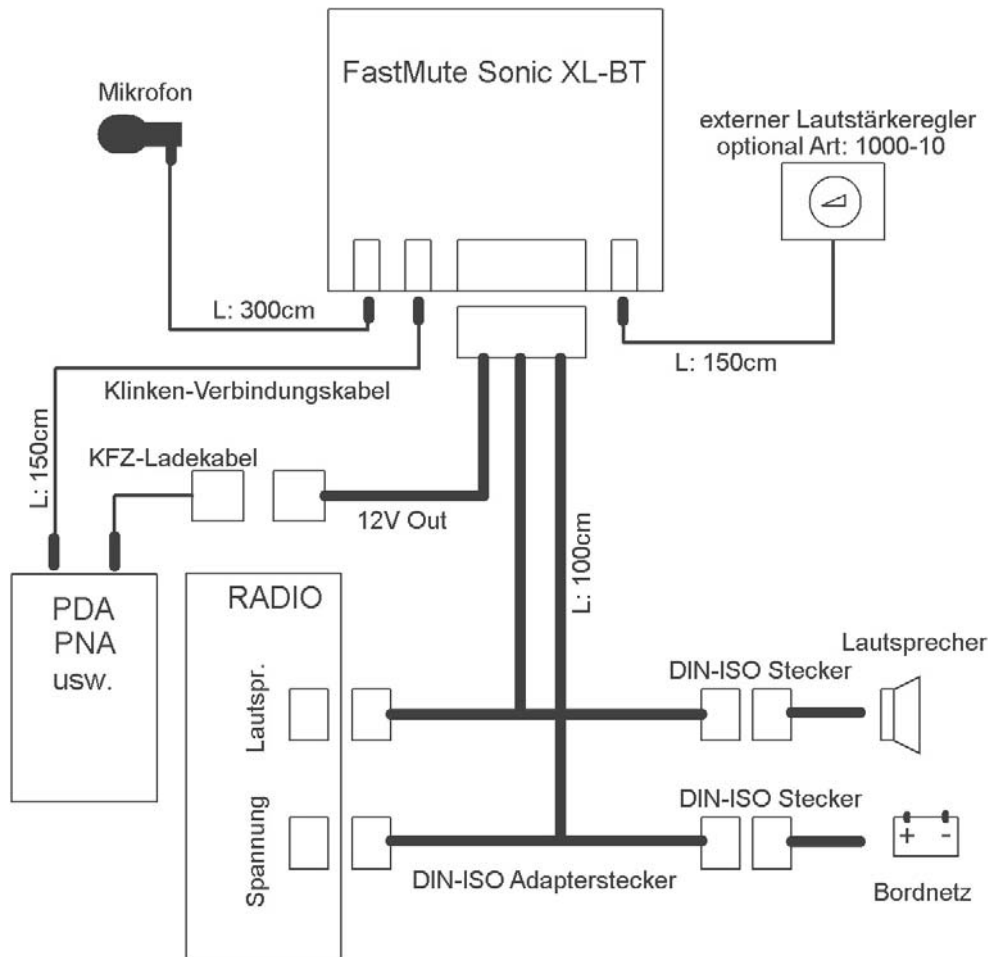 FastMute Sonic XL-BT
Mikrofon
externer Lautstärkeregler
optional Art: 1000-10
L: 300cm
L: 150cm
Klinken-Verbindungskabel
L: 150cm
KFZ-Ladekabel
12V Out
L: 100cm
PDA
PNA
usw.
RADIO
Lautspr.
Spannung
DIN-ISO Stecker
Lautsprecher
DIN-ISO Stecker
DIN-ISO Adapterstecker
+ -
Bordnetz